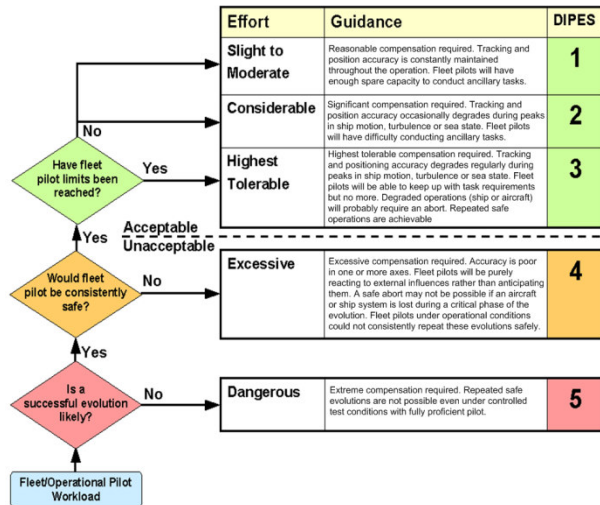 Effort Guidance DIPES
Slight to
Moderate
Reasonable compensation required. Tracking and
position accuracy is constantly maintained
throughout the operation. Fleet pilots will have
enough spare capacity to conduct ancillary tasks.
1
Considerable
Significant compensation required. Tracking and
position accuracy occasionally degrades during peaks
in ship motion, turbulence or sea state. Fleet pilots
will have difficulty conducting ancillary tasks.
2
No
Have fleet
pilot limits been
reached?
Yes
Highest
Tolerable
Highest tolerable compensation required. Tracking
and positioning accuracy degrades regularly during
peaks in ship motion, turbulence or sea state. Fleet
pilots will be able to keep up with task requirements
but no more. Degraded operations (ship or aircraft)
will probably require an abort. Repeated safe
operations are achievable
3
Yes
Acceptable
Unacceptable
Would fleet
pilot be consistently
safe?
No
Excessive
Excessive compensation required. Accuracy is poor
in one or more axes. Fleet pilots will be purely
reacting to external influences rather than anticipating
them. A safe abort may not be possible if an aircraft
or ship system is lost during a critical phase of the
evolution. Fleet pilots under operational conditions
could not consistently repeat these evolutions safely.
4
Yes
Is a
successful evolution
likely?
No
Dangerous
Extreme compensation required. Repeated safe
evolutions are not possible even under controlled
test conditions with fully proficient pilot.
5
Fleet/Operational Pilot
Workload